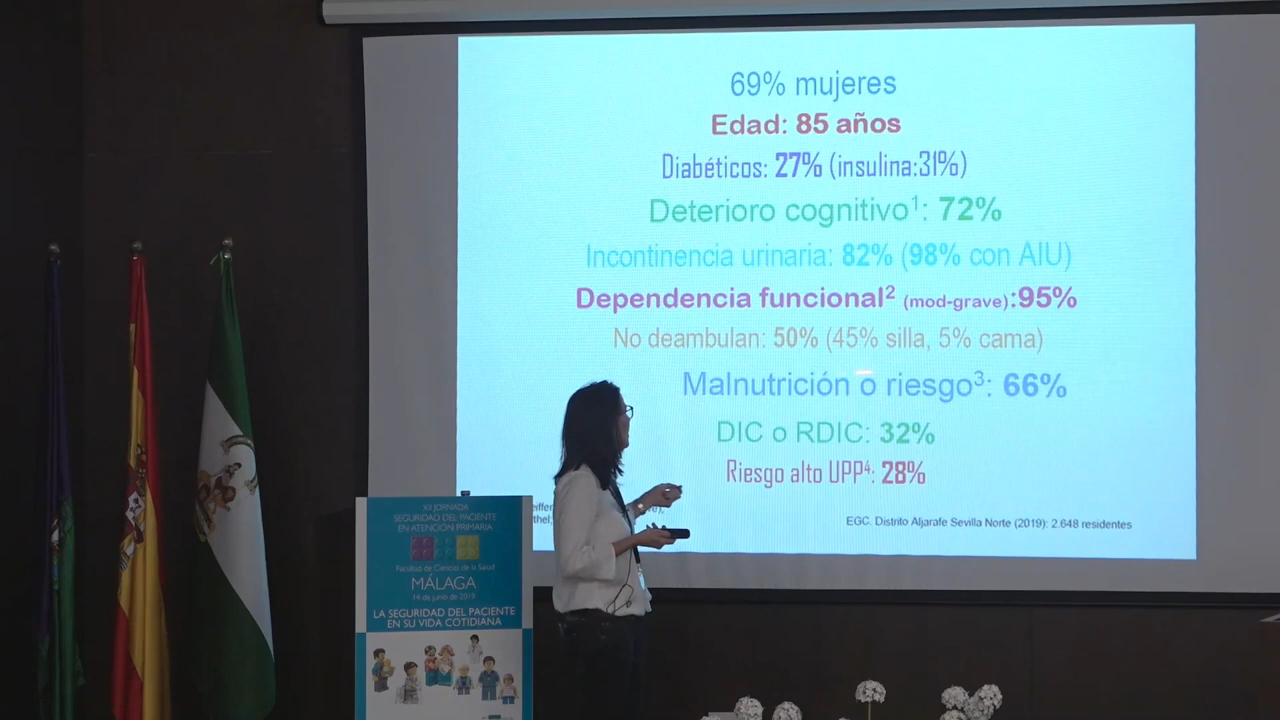 69% mujeres
Edad: 85 años
Diabéticos: 27% (insulina:31%)
Deterioro cognitivo¹: 72%
Incontinencia urinaria: 82% (98% con AIU)
Dependencia funcional² (mod-grave):95%
No deambulan: 50% (45% silla, 5% cama)
Malnutrición o riesgo³: 66%
DIC o RDIC: 32%
Riesgo alto UPP⁴: 28%
EGC. Distrito Aljarafe Sevilla Norte (2019): 2.648 residentes
XII JORNADA
SEGURIDAD DEL PACIENTE
EN ATENCIÓN PRIMARIA
Facultad de Ciencias de la Salud
MÁLAGA
14 de junio de 2019
LA SEGURIDAD DEL PACIENTE
EN SU VIDA COTIDIANA